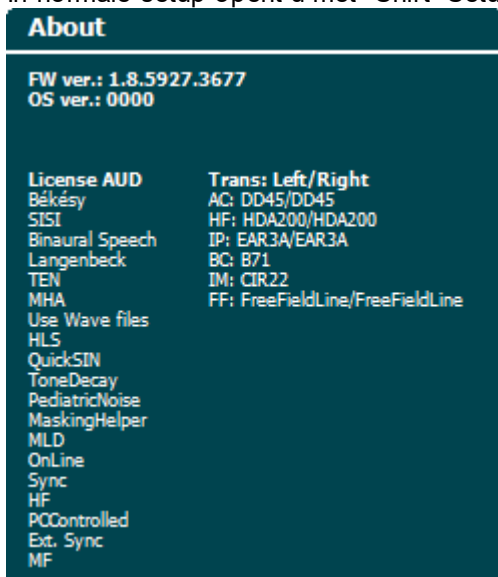 About
FW ver.: 1.8.5927.3677
OS ver.: 0000
License AUD
Békésy
SISI
Binaural Speech
Langenbeck
TEN
MHA
Use Wave files
HLS
QuickSIN
ToneDecay
PediatricNoise
MaskingHelper
MLD
OnLine
Sync
HF
PCControlled
Ext. Sync
MF
Trans: Left/Right
AC: DD45/DD45
HF: HDA200/HDA200
IP: EAR3A/EAR3A
BC: B71
IM: CIR22
FF: FreeFieldLine/FreeFieldLine